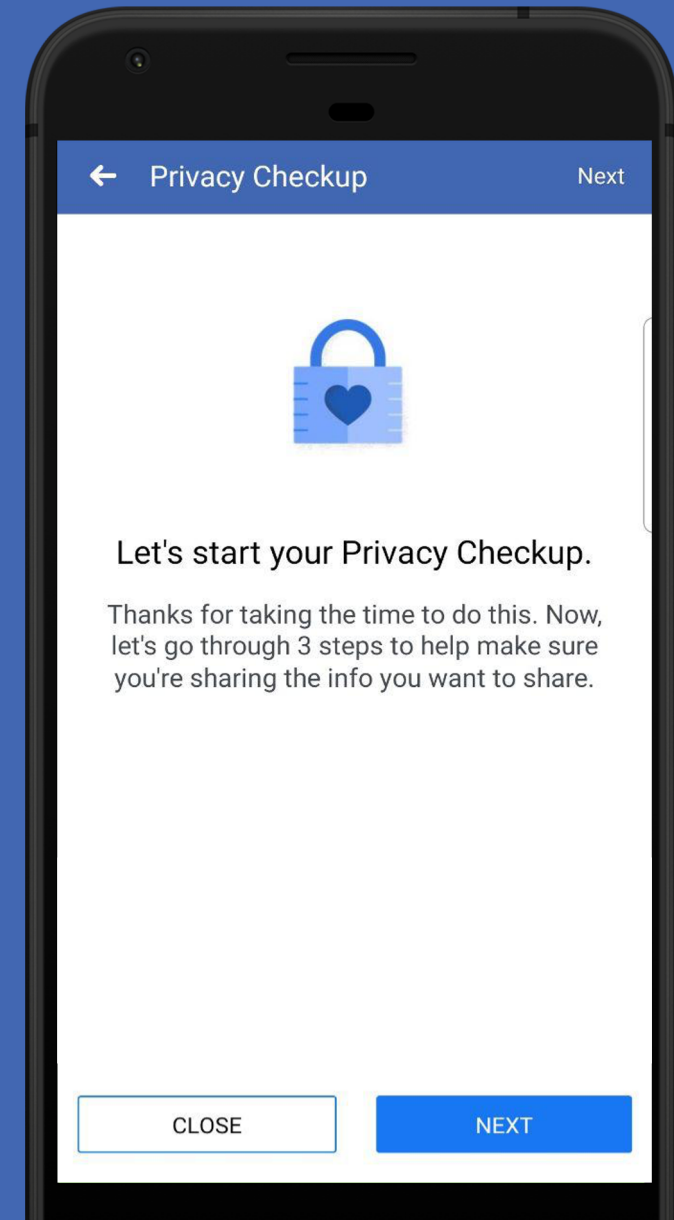 Privacy Checkup
Next
Let's start your Privacy Checkup.
Thanks for taking the time to do this. Now,
let's go through 3 steps to help make sure
you're sharing the info you want to share.
CLOSE
NEXT